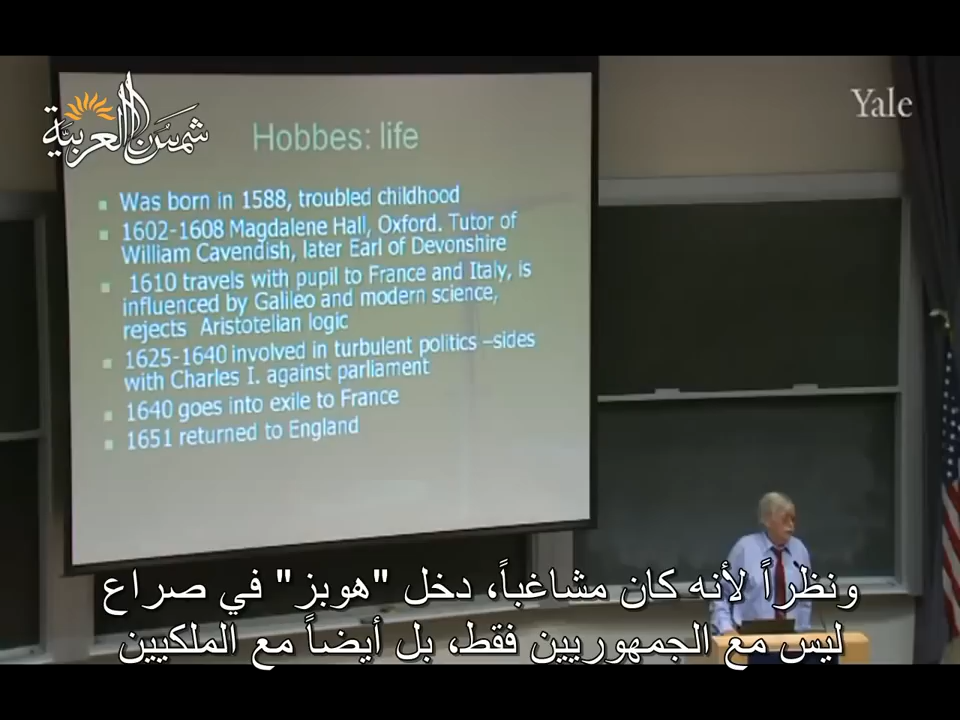 شمس العربية
Yale
Hobbes: life
Was born in 1588, troubled childhood
1602-1608 Magdalene Hall, Oxford. Tutor of
William Cavendish, later Earl of Devonshire
1610 travels with pupil to France and Italy, is
influenced by Galileo and modern science,
rejects Aristotelian logic
1625-1640 involved in turbulent politics –sides
with Charles I. against parliament
1640 goes into exile to France
1651 returned to England
ونظراً لأنه كان مشاغباً، دخل "هوبز" في صراع
ليس مع الجمهوريين فقط، بل أيضاً مع الملكيين